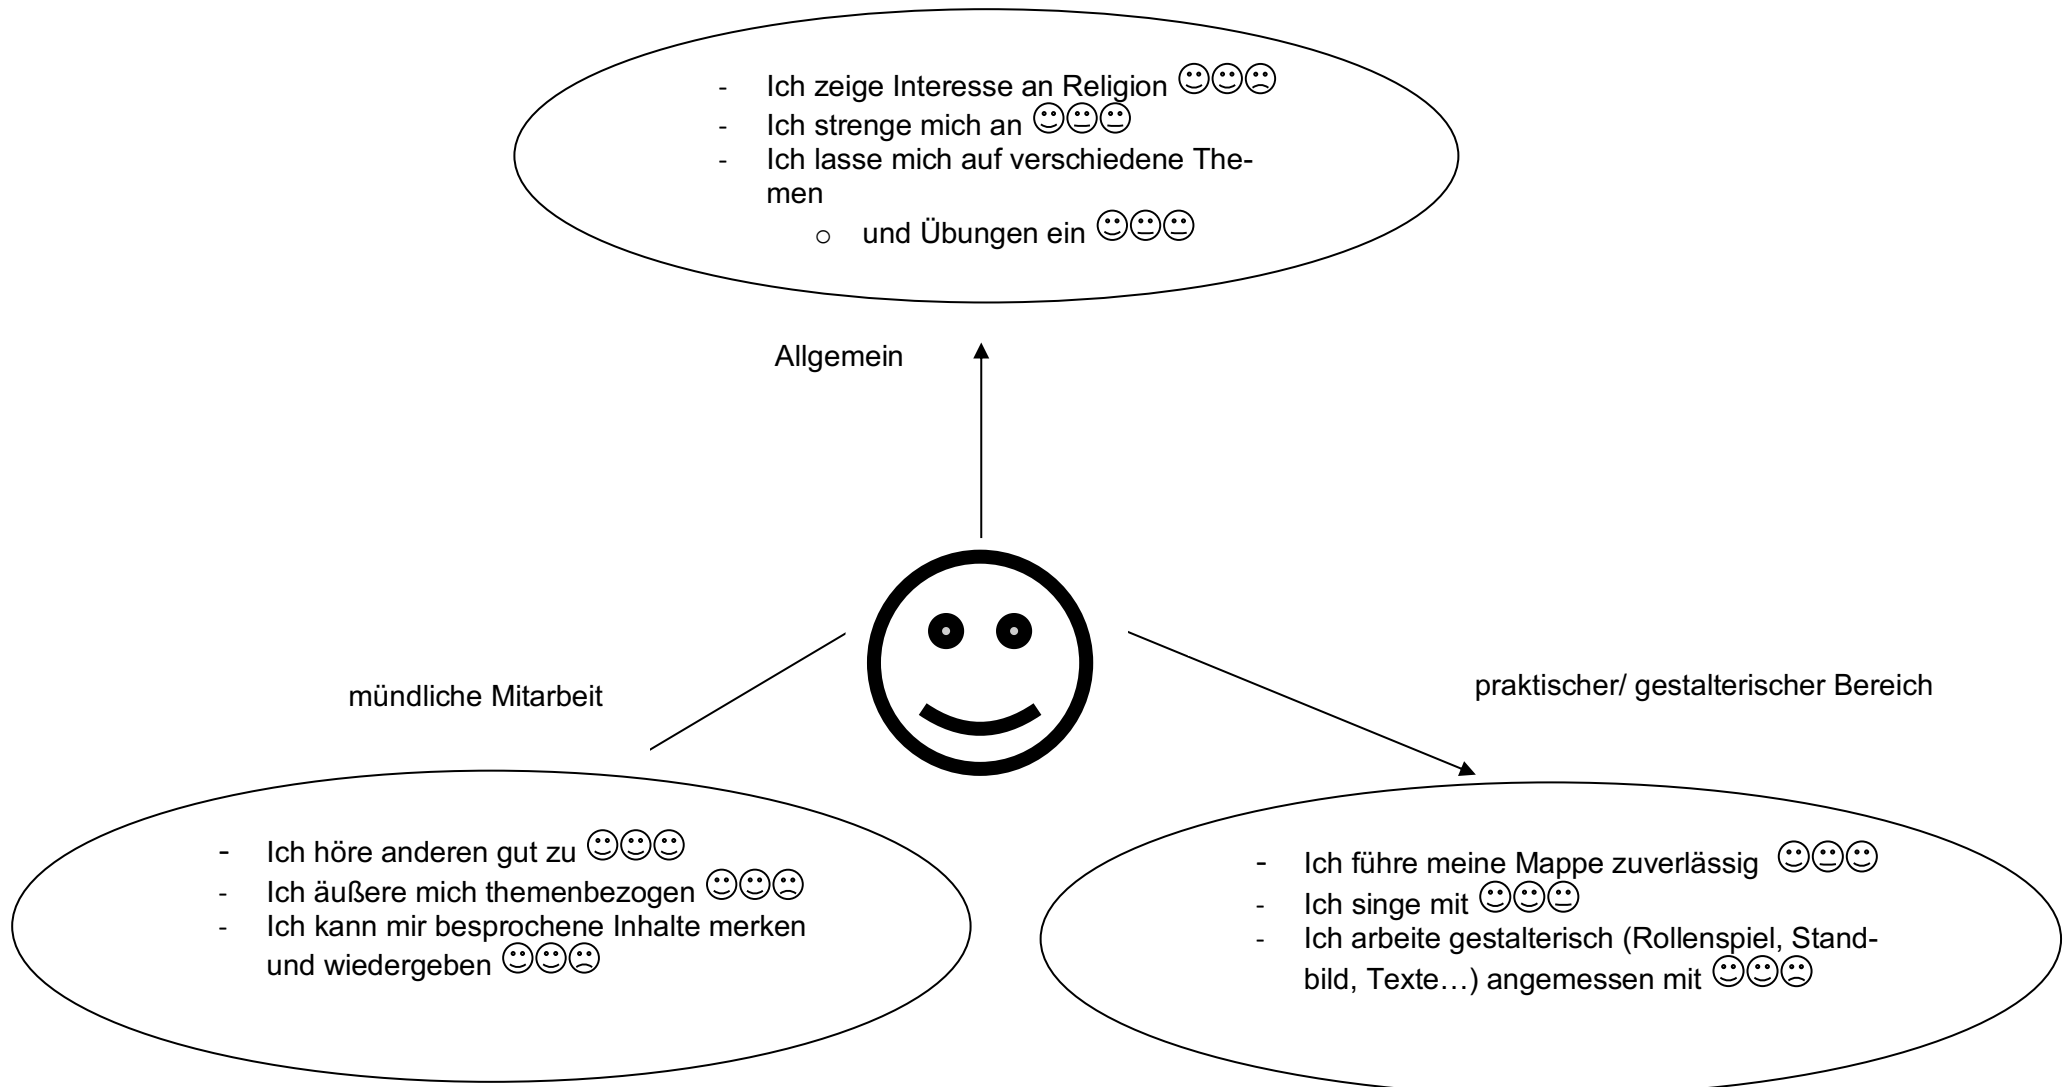 - Ich zeige Interesse an Religion ☺☺☹
- Ich strenge mich an ☺😐😐
- Ich lasse mich auf verschiedene The-
men
o und Übungen ein ☺😐😐
Allgemein
mündliche Mitarbeit
praktischer/ gestalterischer Bereich
- Ich höre anderen gut zu ☺☺☺
- Ich äußere mich themenbezogen ☺☺☹
- Ich kann mir besprochene Inhalte merken
und wiedergeben ☺☺☹
- Ich führe meine Mappe zuverlässig ☺😐☺
- Ich singe mit ☺☺😐
- Ich arbeite gestalterisch (Rollenspiel, Stand-
bild, Texte…) angemessen mit ☺☺☹